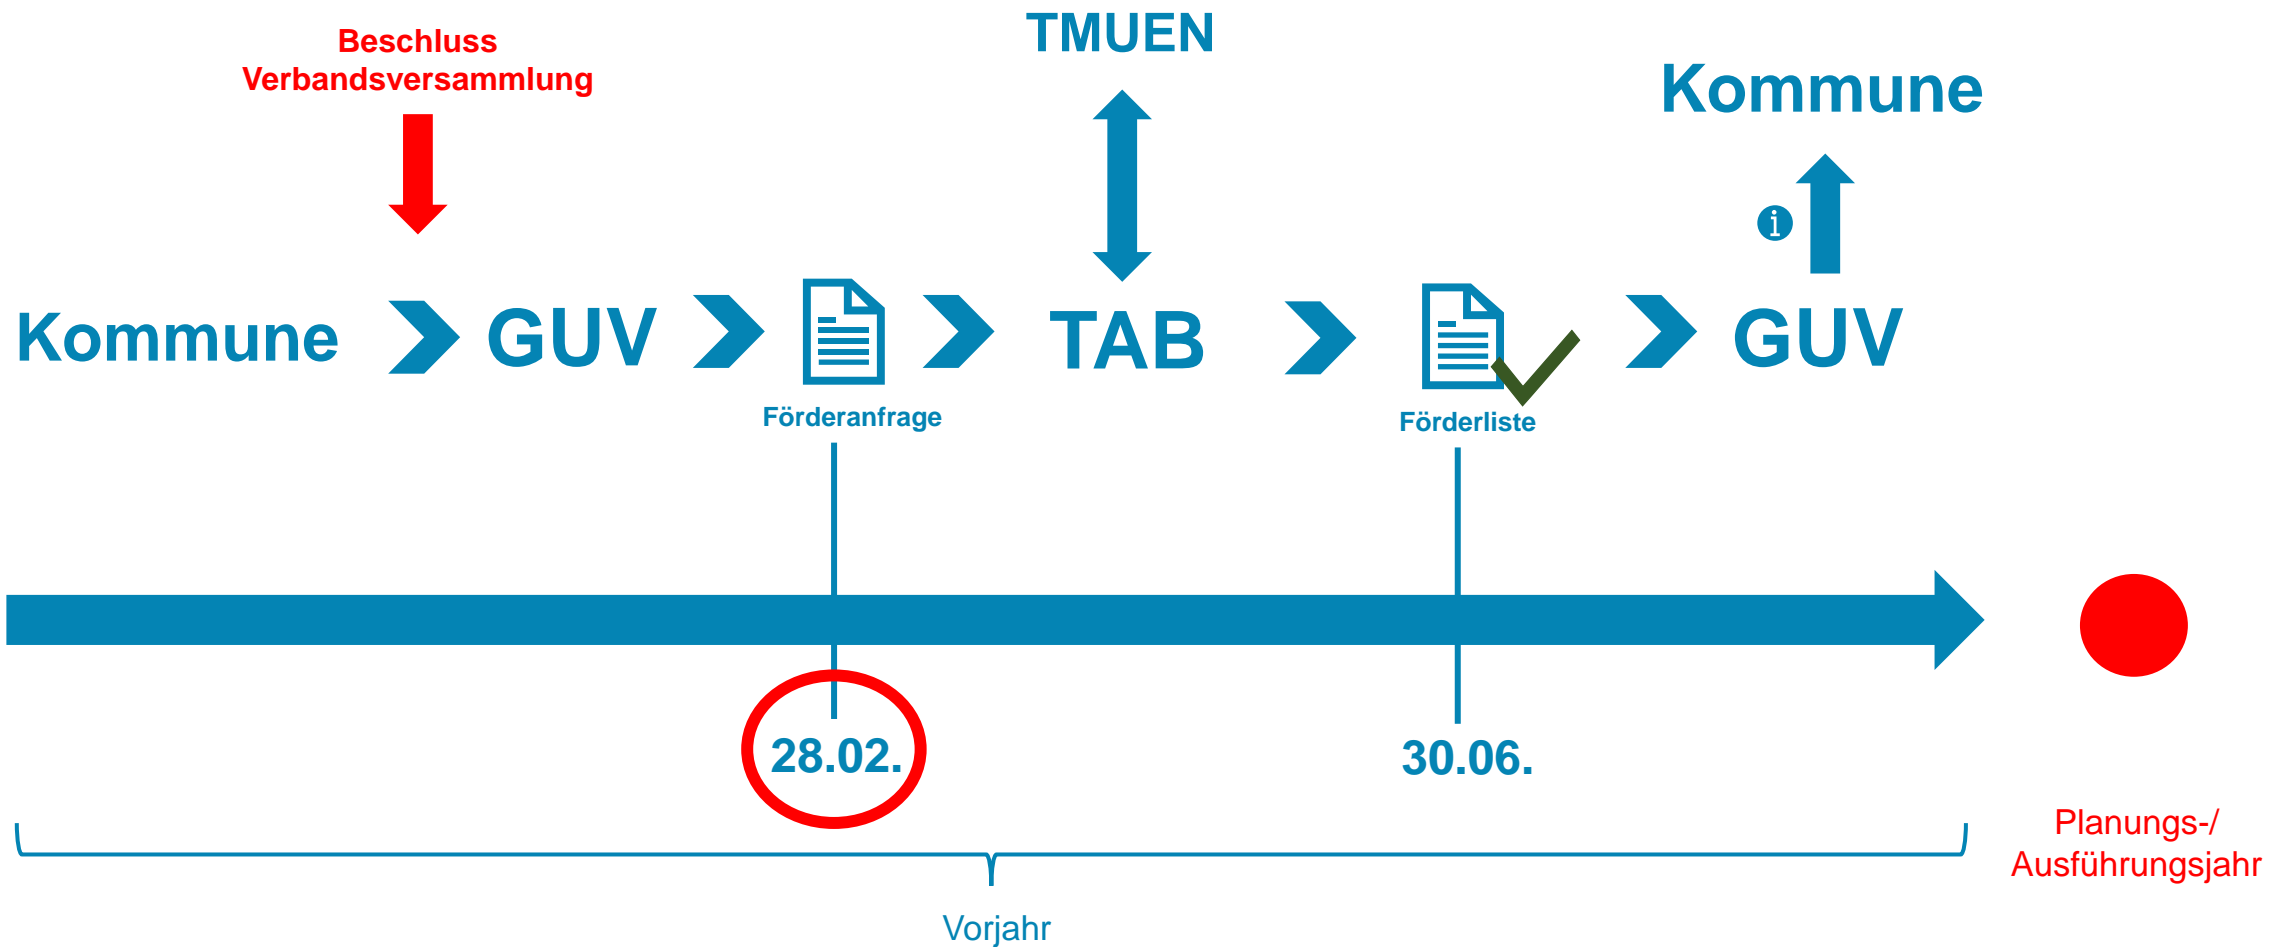 Beschluss
Verbandsversammlung
TMUEN
Kommune
Kommune
GUV
TAB
GUV
Förderanfrage
Förderliste
28.02.
30.06.
Planungs-/
Ausführungsjahr
Vorjahr